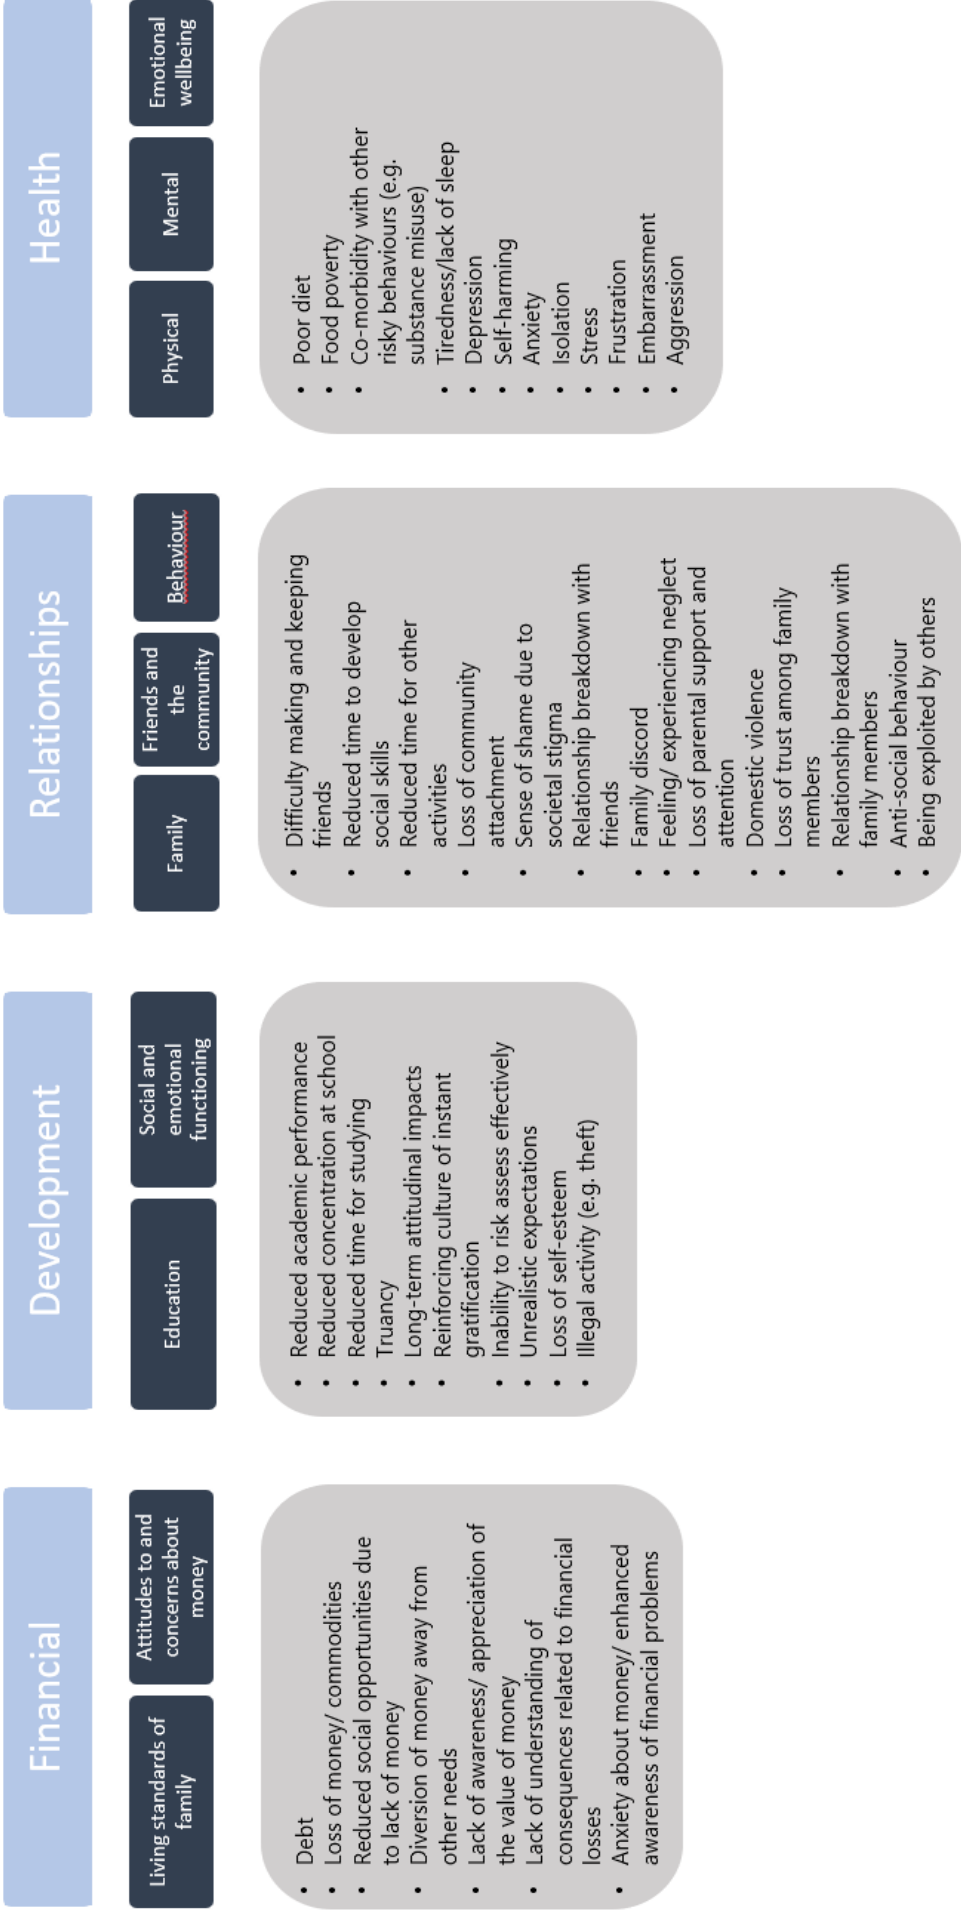 Financial
Living standards of
family
Attitudes to and
concerns about
money
• Debt
• Loss of money/ commodities
• Reduced social opportunities due
to lack of money
• Diversion of money away from
other needs
• Lack of awareness/ appreciation of
the value of money
• Lack of understanding of
consequences related to financial
losses
• Anxiety about money/ enhanced
awareness of financial problems
Development
Education
Social and
emotional
functioning
• Reduced academic performance
• Reduced concentration at school
• Reduced time for studying
• Truancy
• Long-term attitudinal impacts
• Reinforcing culture of instant
gratification
• Inability to risk assess effectively
• Unrealistic expectations
• Loss of self-esteem
• Illegal activity (e.g. theft)
Relationships
Family
Friends and
the
community
Behaviour
• Difficulty making and keeping
friends
• Reduced time to develop
social skills
• Reduced time for other
activities
• Loss of community
attachment
• Sense of shame due to
societal stigma
• Relationship breakdown with
friends
• Family discord
• Feeling/ experiencing neglect
• Loss of parental support and
attention
• Domestic violence
• Loss of trust among family
members
• Relationship breakdown with
family members
• Anti-social behaviour
• Being exploited by others
Health
Physical
Mental
Emotional
wellbeing
• Poor diet
• Food poverty
• Co-morbidity with other
risky behaviours (e.g.
substance misuse)
• Tiredness/lack of sleep
• Depression
• Self-harming
• Anxiety
• Isolation
• Stress
• Frustration
• Embarrassment
• Aggression